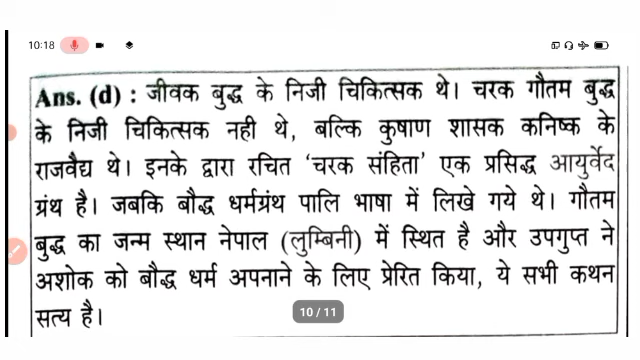 10:18
Ans. (d) : जीवक बुद्ध के निजी चिकित्सक थे। चरक गौतम बुद्ध
के निजी चिकित्सक नही थे, बल्कि कुषाण शासक कनिष्क के
राजवैद्य थे। इनके द्वारा रचित ‘चरक संहिता’ एक प्रसिद्ध आयुर्वेद
ग्रंथ है। जबकि बौद्ध धर्मग्रंथ पालि भाषा में लिखे गये थे। गौतम
बुद्ध का जन्म स्थान नेपाल (लुम्बिनी) में स्थित है और उपगुप्त ने
अशोक को बौद्ध धर्म अपनाने के लिए प्रेरित किया, ये सभी कथन
सत्य है।
10 / 11